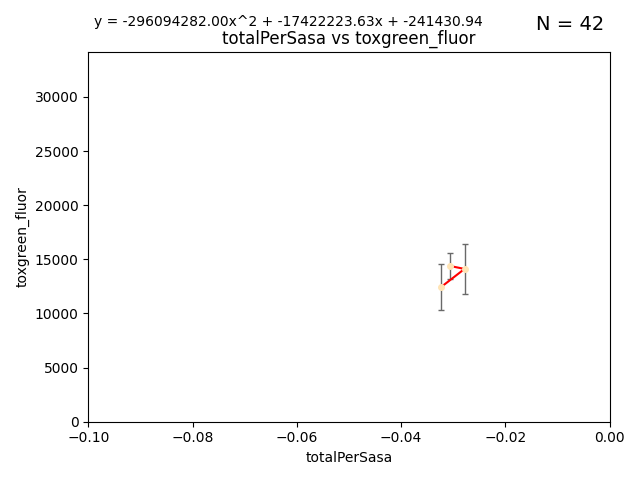 y = -296094282.00x^2 + -17422223.63x + -241430.94
N = 42
totalPerSasa vs toxgreen_fluor
toxgreen_fluor
30000
25000
20000
15000
10000
5000
0
−0.10
−0.08
−0.06
−0.04
−0.02
0.00
totalPerSasa